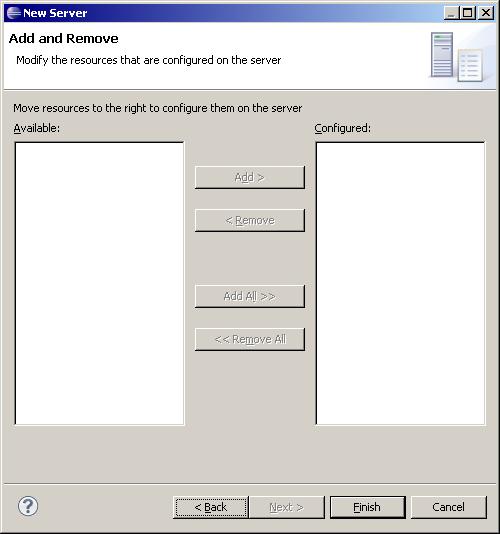 New Server
Add and Remove
Modify the resources that are configured on the server
Move resources to the right to configure them on the server
Available:
Configured:
Add >
< Remove
Add All >>
<< Remove All
?
< Back
Next >
Finish
Cancel